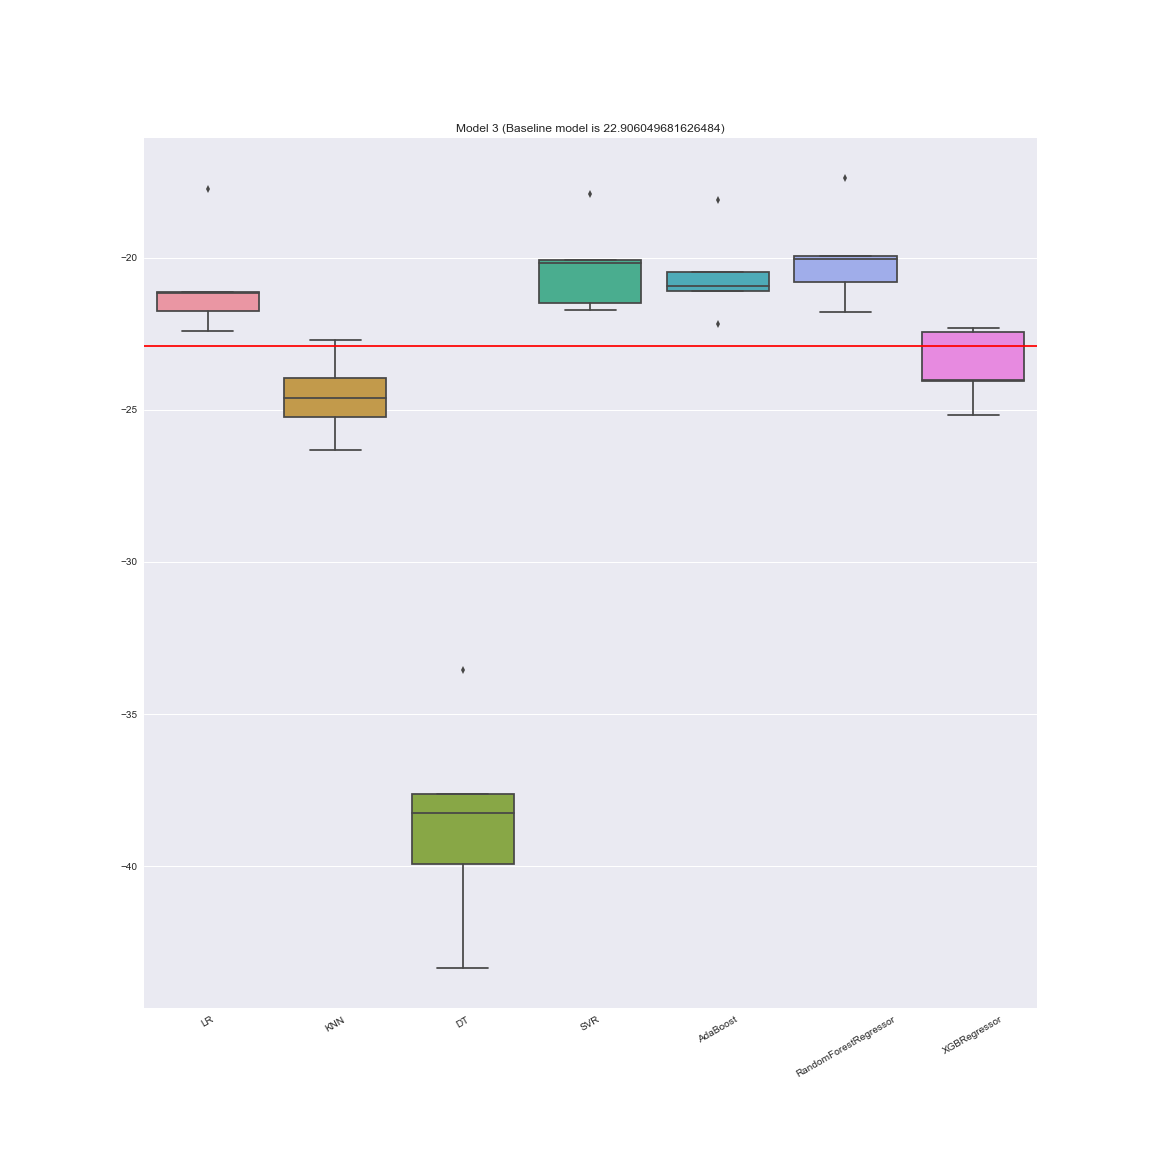 Model 3 (Baseline model is 22.906049681626484)
−20
−25
−30
−35
−40
LR
KNN
DT
SVR
AdaBoost
RandomForestRegressor
XGBRegressor